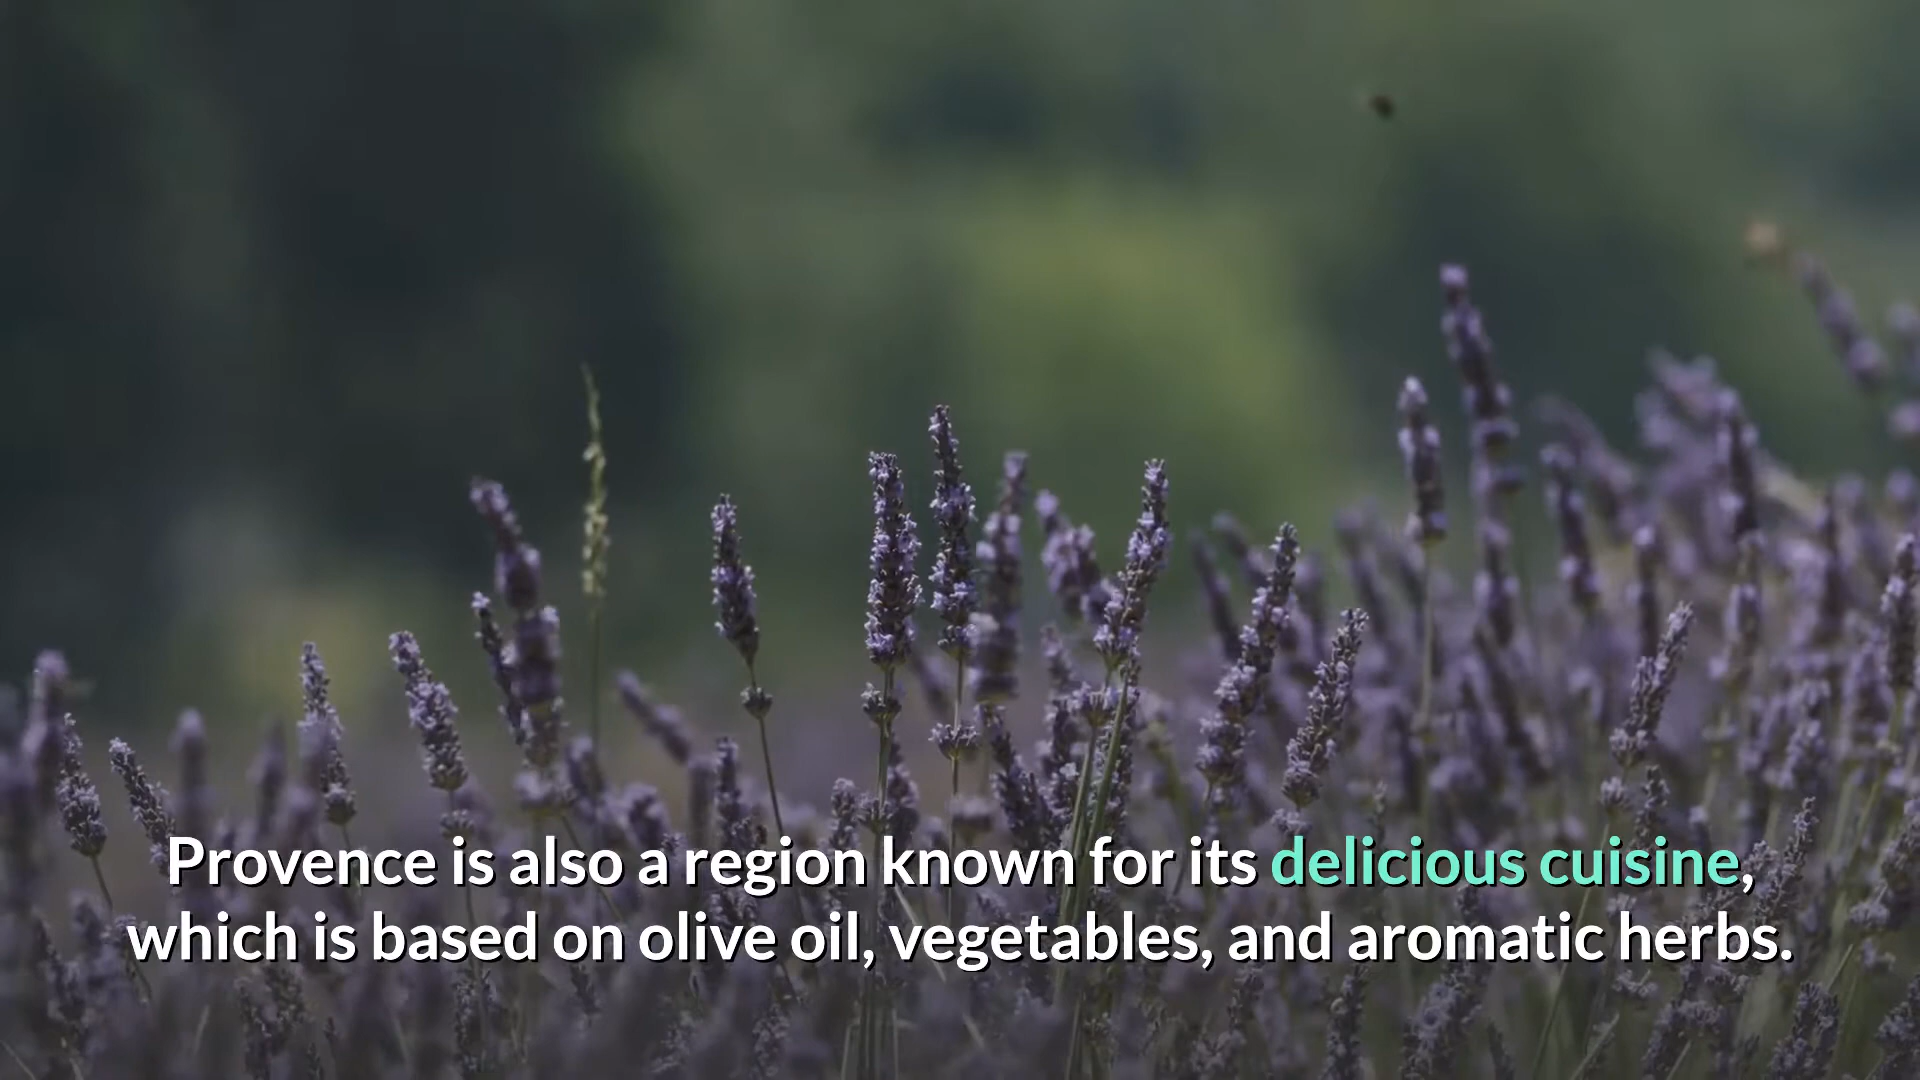 Provence is also a region known for its delicious cuisine,
which is based on olive oil, vegetables, and aromatic herbs.